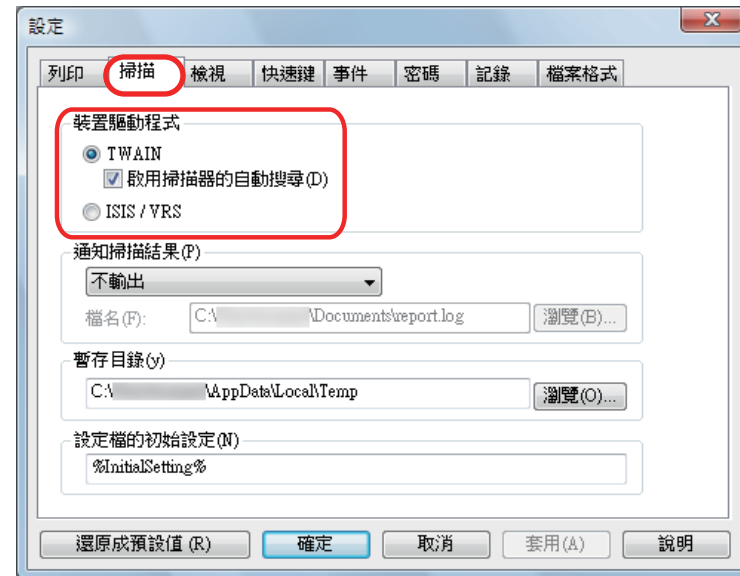 設定
列印 掃描 檢視 快速鍵 事件 密碼 記錄 檔案格式
裝置驅動程式
TWAIN
啟用掃描器的自動搜尋(D)
ISIS / VRS
通知掃描結果(P)
不輸出
檔名(F): C:\ \Documents\report.log 瀏覽(B)...
暫存目錄(y)
C:\ \AppData\Local\Temp 瀏覽(O)...
設定檔的初始設定(N)
%InitialSetting%
還原成預設值 (R) 確定 取消 套用(A) 說明